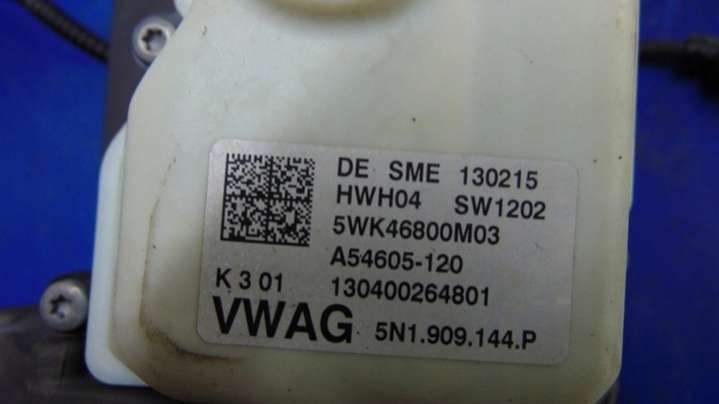 DE SME 130215
HWH04 SW1202
5WK46800M03
A54605-120
K 3 01 130400264801
VWAG 5N1.909.144.P